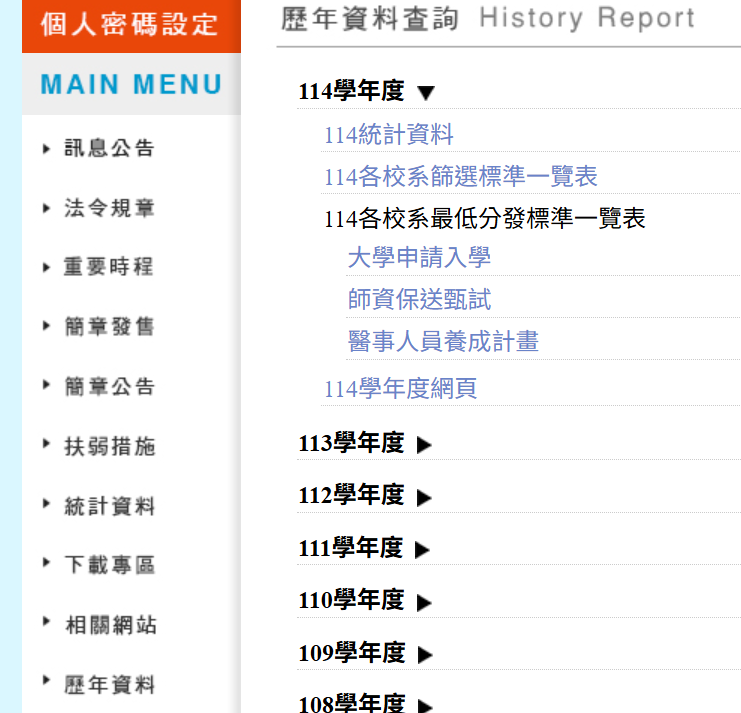 個人密碼設定
MAIN MENU
訊息公告
法令規章
重要時程
簡章發售
簡章公告
扶弱措施
統計資料
下載專區
相關網站
歷年資料
歷年資料查詢 History Report
114學年度 ▼
114統計資料
114各校系篩選標準一覽表
114各校系最低分發標準一覽表
大學申請入學
師資保送甄試
醫事人員養成計畫
114學年度網頁
113學年度 ▶
112學年度 ▶
111學年度 ▶
110學年度 ▶
109學年度 ▶
108學年度 ▶